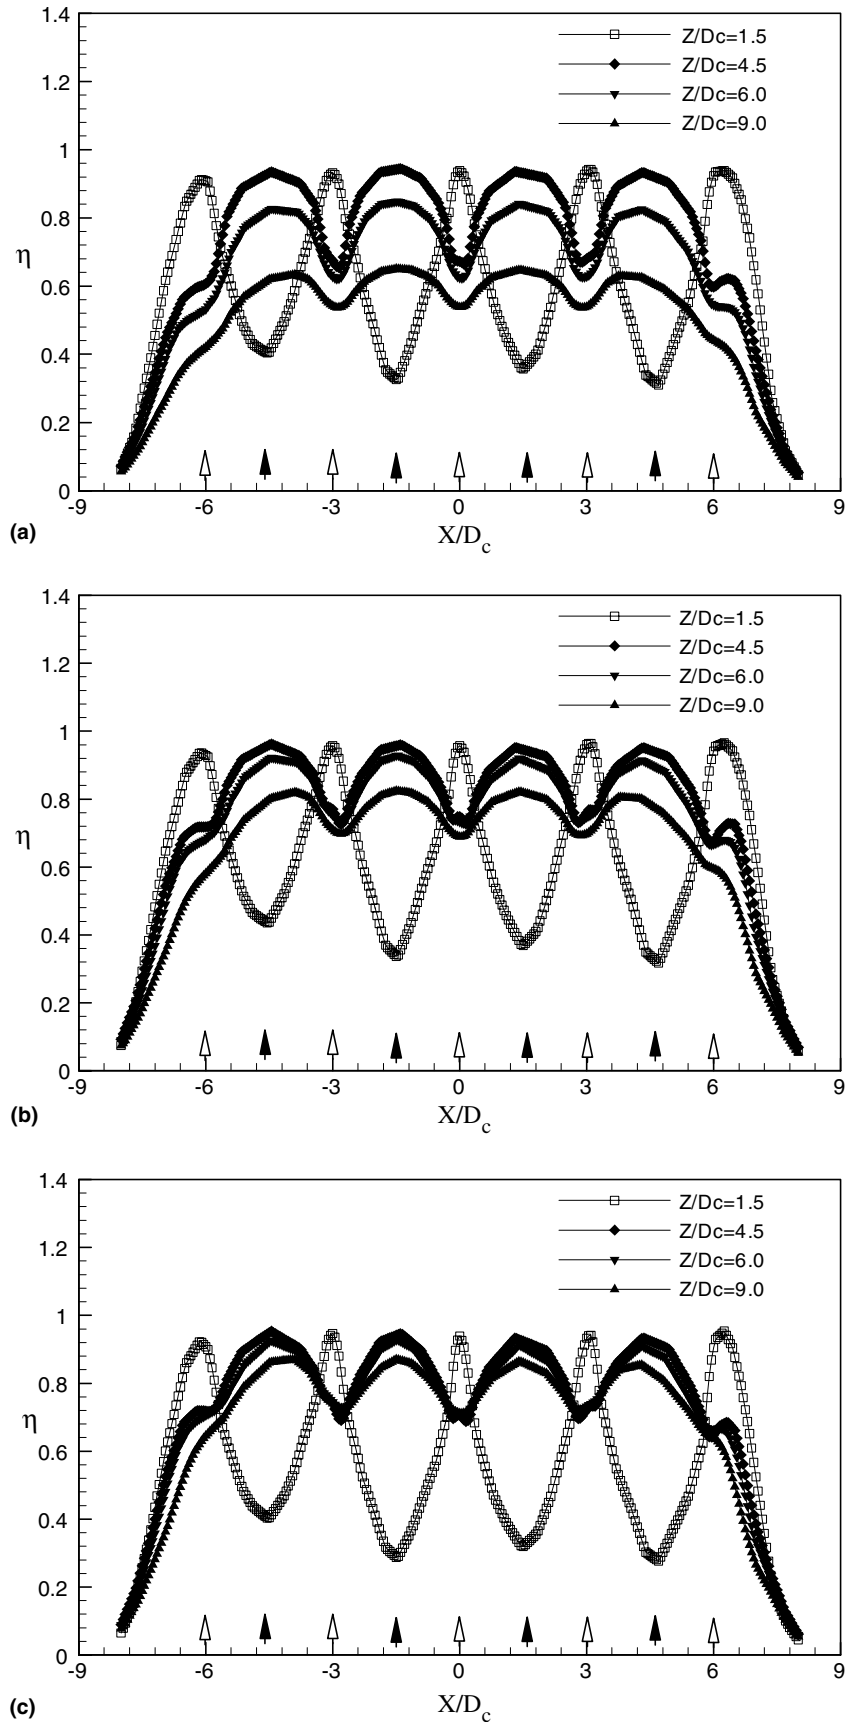 1.4
1.2
1
0.8
0.6
0.4
0.2
0
η
Z/Dc=1.5
Z/Dc=4.5
Z/Dc=6.0
Z/Dc=9.0
-9 -6 -3 0 3 6 9
X/Dc
(a)
1.4
1.2
1
0.8
0.6
0.4
0.2
0
η
Z/Dc=1.5
Z/Dc=4.5
Z/Dc=6.0
Z/Dc=9.0
-9 -6 -3 0 3 6 9
X/Dc
(b)
1.4
1.2
1
0.8
0.6
0.4
0.2
0
η
Z/Dc=1.5
Z/Dc=4.5
Z/Dc=6.0
Z/Dc=9.0
-9 -6 -3 0 3 6 9
X/Dc
(c)